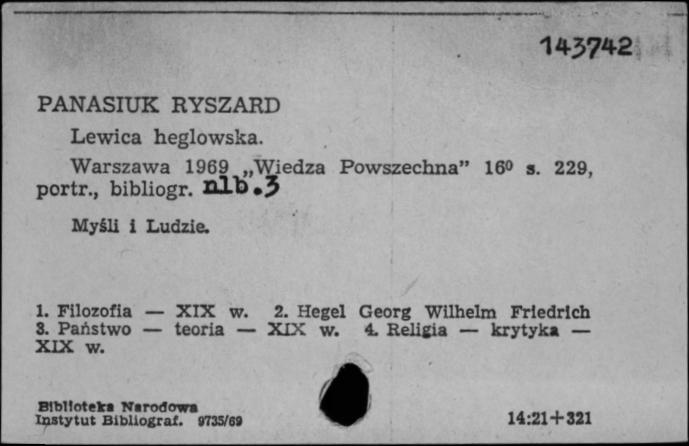 143742
PANASIUK RYSZARD
Lewica heglowska.
Warszawa 1969 „Wiedza Powszechna” 16⁰ s. 229,
portr., bibliogr. nlb.3
Myśli i Ludzie.
1. Filozofia — XIX w. 2. Hegel Georg Wilhelm Friedrich
3. Państwo — teoria — XIX w. 4. Religia — krytyka —
XIX w.
Biblioteka Narodowa
Instytut Bibliograf. 9735/69
14:21+321